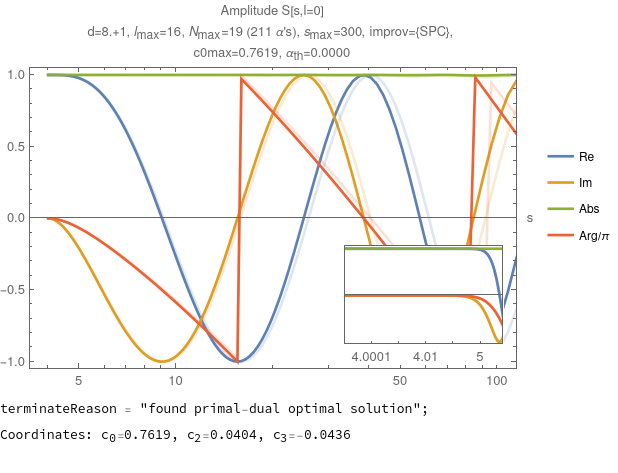 Amplitude S[s,l=0]
d=8.+1, lmax=16, Nmax=19 (211 α's), smax=300, improv={SPC},
c0max=0.7619, αth=0.0000
1.0
0.5
0.0
−0.5
−1.0
s
5
10
50
100
4.0001
4.01
5
Re
Im
Abs
Arg/π
terminateReason = "found primal-dual optimal solution";
Coordinates: c0=0.7619, c2=0.0404, c3=-0.0436